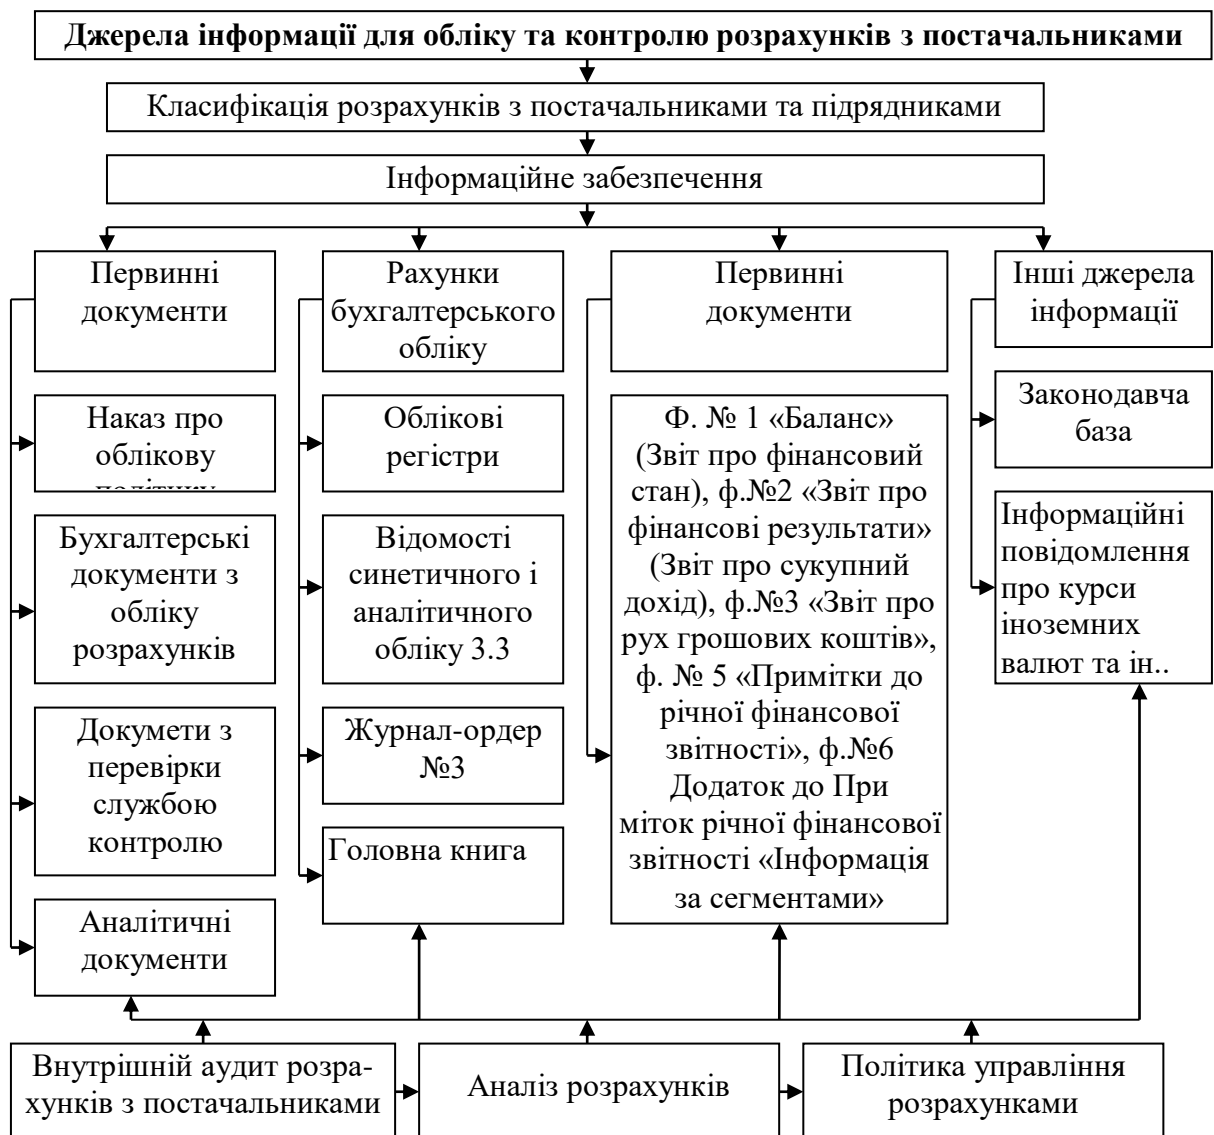 Джерела інформації для обліку та контролю розрахунків з постачальниками
Класифікація розрахунків з постачальниками та підрядниками
Інформаційне забезпечення
Первинні
документи
Рахунки
бухгалтерського
обліку
Первинні
документи
Інші джерела
інформації
Наказ про
облікову
політику
Бухгалтерські
документи з
обліку
розрахунків
Докумети з
перевірки
службою
контролю
Аналітичні
документи
Облікові
регістри
Відомості
синетичного і
аналітичного
обліку 3.3
Журнал-ордер
№3
Головна книга
Ф. № 1 «Баланс»
(Звіт про фінансовий
стан), ф.№2 «Звіт про
фінансові результати»
(Звіт про сукупний
дохід), ф.№3 «Звіт про
рух грошових коштів»,
ф. № 5 «Примітки до
річної фінансової
звітності», ф.№6
Додаток до При
міток річної фінансової
звітності «Інформація
за сегментами»
Законодавча
база
Інформаційні
повідомлення
про курси
іноземних
валют та ін..
Внутрішній аудит розра-
хунків з постачальниками
Аналіз розрахунків
Політика управління
розрахунками